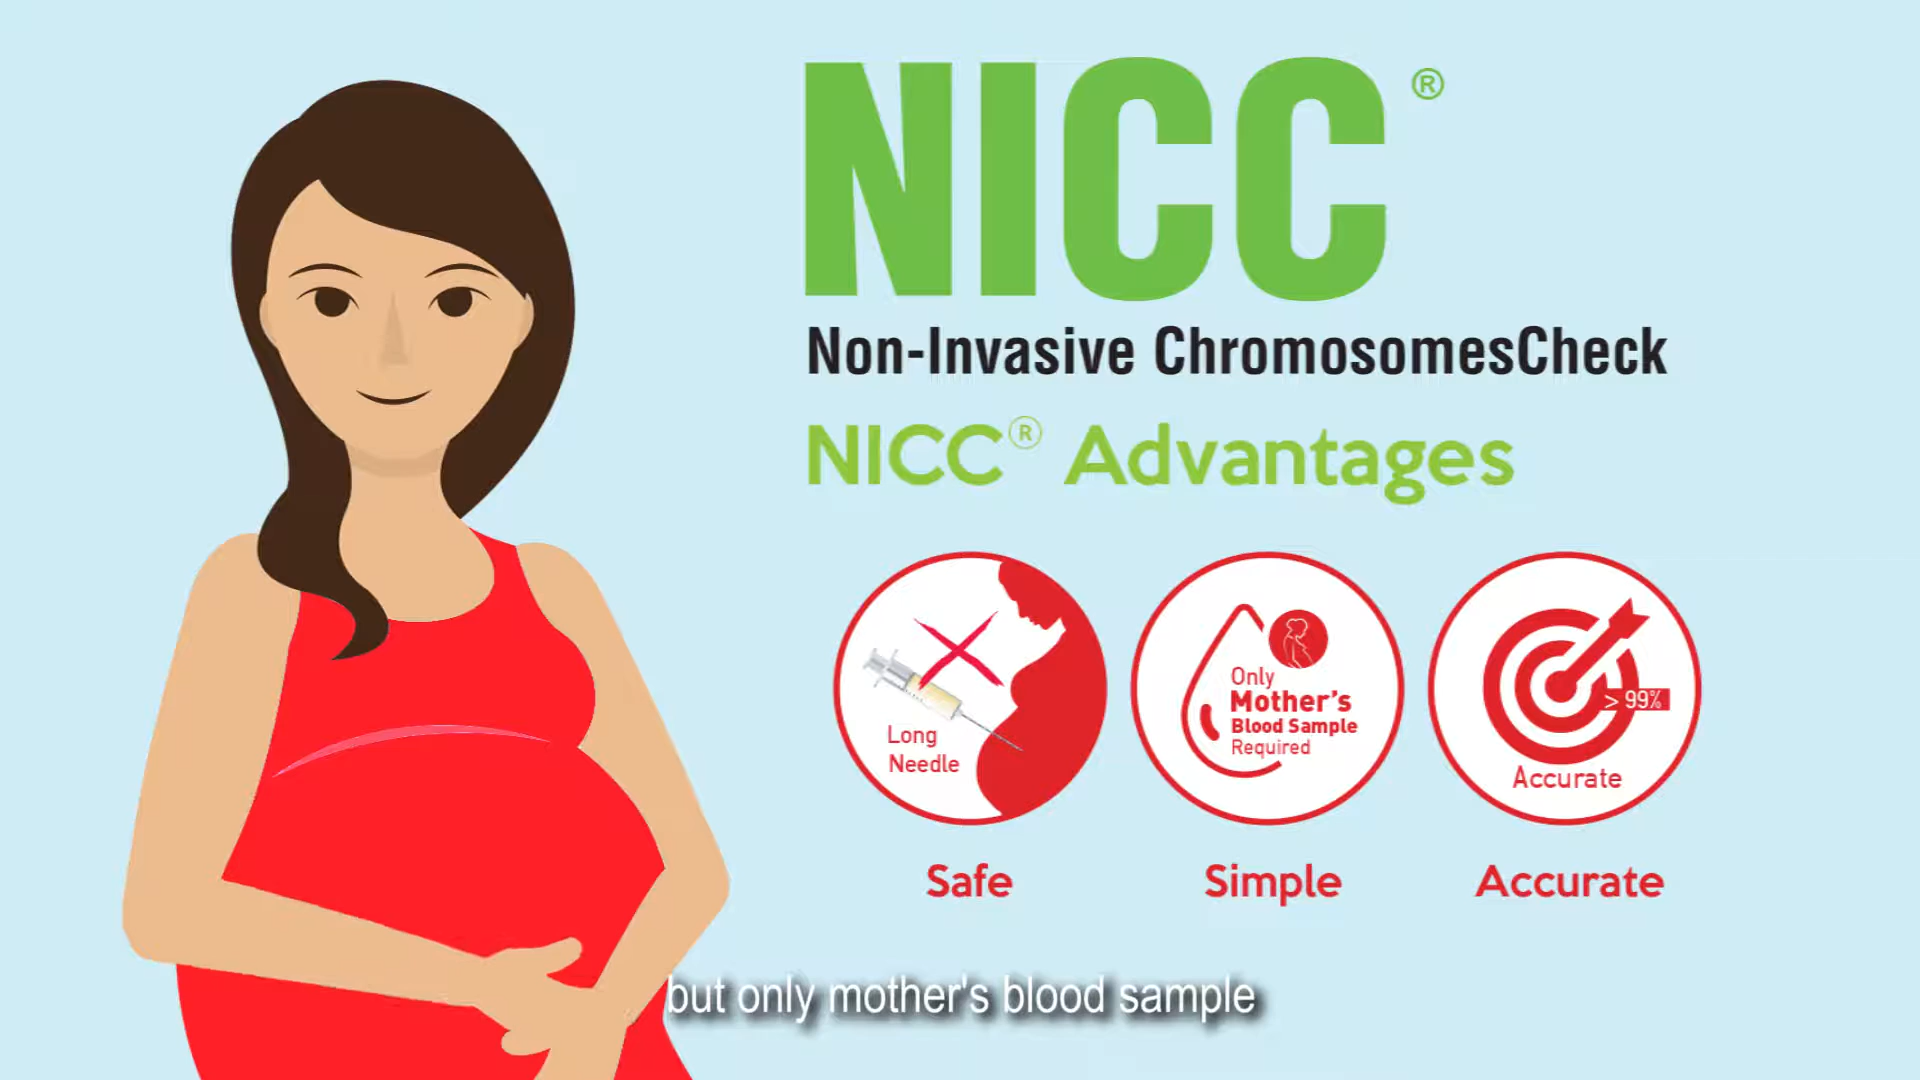 NICC®
Non-Invasive ChromosomesCheck
NICC® Advantages
Long
Needle
Only
Mother's
Blood Sample
Required
> 99%
Accurate
Safe
Simple
Accurate
but only mother's blood sample